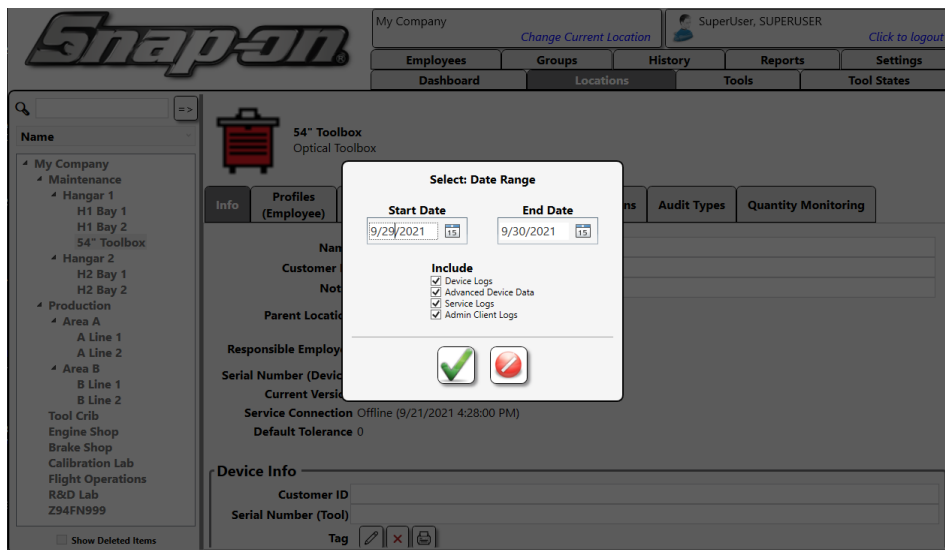 Snap-on
®
My Company
Change Current Location
SuperUser, SUPERUSER
Click to logout
Employees
Groups
History
Reports
Settings
Dashboard
Locations
Tools
Tool States
=>
Name
My Company
Maintenance
Hangar 1
H1 Bay 1
H1 Bay 2
54" Toolbox
Hangar 2
H2 Bay 1
H2 Bay 2
Production
Area A
A Line 1
A Line 2
Area B
B Line 1
B Line 2
Tool Crib
Engine Shop
Brake Shop
Calibration Lab
Flight Operations
R&D Lab
Z94FN999
Show Deleted Items
54" Toolbox
Optical Toolbox
Info
Profiles
(Employee)
ns
Audit Types
Quantity Monitoring
Nam
Customer I
Not
Parent Locatio
Responsible Employe
Serial Number (Devic
Current Versio
Service Connection Offline (9/21/2021 4:28:00 PM)
Default Tolerance 0
Device Info
Customer ID
Serial Number (Tool)
Tag
Select: Date Range
Start Date
End Date
9/29/2021
15
9/30/2021
15
Include
Device Logs
Advanced Device Data
Service Logs
Admin Client Logs